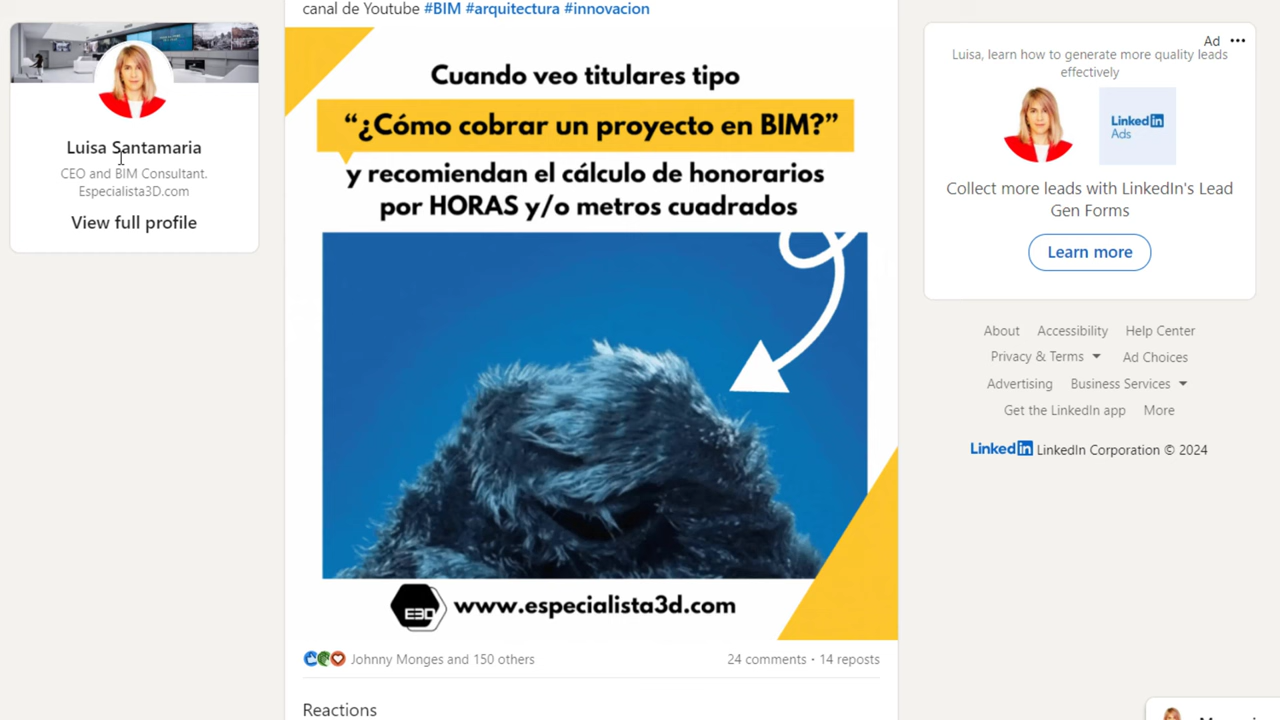 canal de Youtube #BIM #arquitectura #innovacion
Luisa Santamaria
CEO and BIM Consultant.
Especialista3D.com
View full profile
Cuando veo titulares tipo
“¿Cómo cobrar un proyecto en BIM?”
y recomiendan el cálculo de honorarios
por HORAS y/o metros cuadrados
E3D www.especialista3d.com
Johnny Monges and 150 others 24 comments • 14 reposts
Reactions
Ad
Luisa, learn how to generate more quality leads
effectively
Linked in
Ads
Collect more leads with LinkedIn's Lead
Gen Forms
Learn more
About Accessibility Help Center
Privacy & Terms Ad Choices
Advertising Business Services
Get the LinkedIn app More
Linked in LinkedIn Corporation © 2024